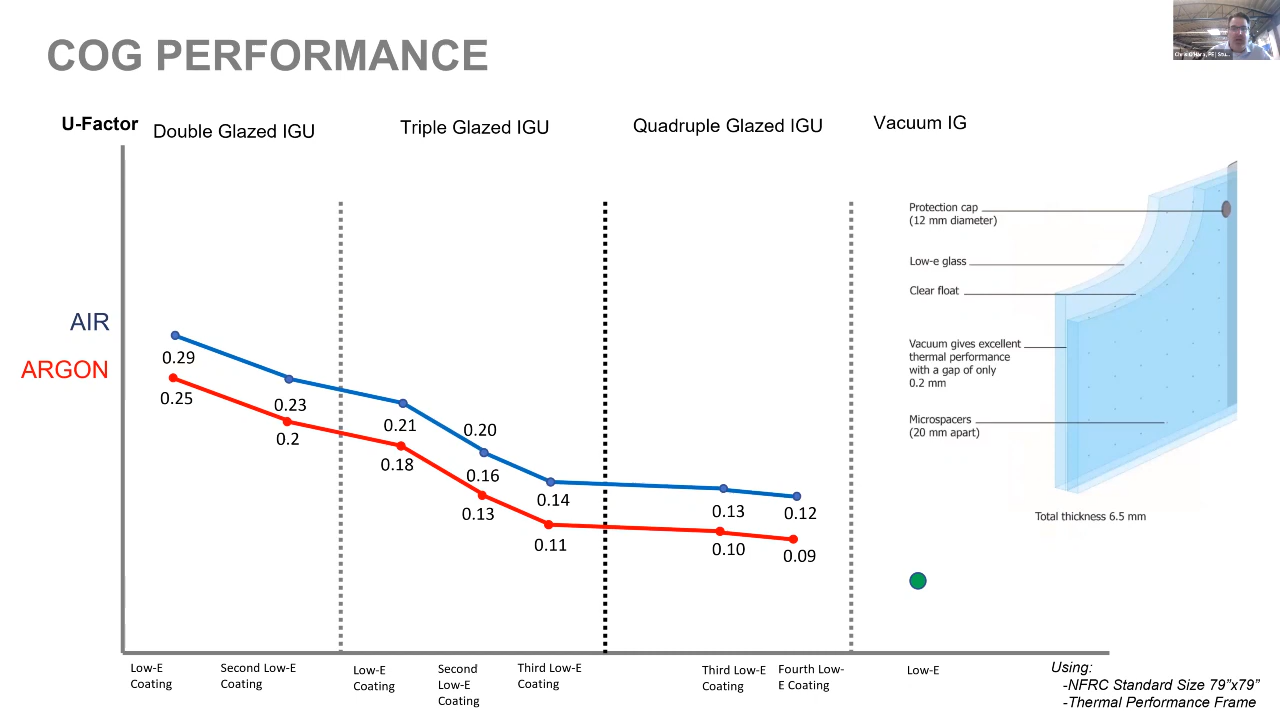 COG PERFORMANCE
U-Factor
Double Glazed IGU
Triple Glazed IGU
Quadruple Glazed IGU
Vacuum IG
Protection cap
(12 mm diameter)
Low-e glass
Clear float
Vacuum gives excellent
thermal performance
with a gap of only
0.2 mm
Microspacers
(20 mm apart)
Total thickness 6.5 mm
AIR
ARGON
0.29
0.25
0.23
0.2
0.21
0.18
0.20
0.16
0.13
0.14
0.11
0.13
0.10
0.12
0.09
Low-E
Coating
Second Low-E
Coating
Low-E
Coating
Second
Low-E
Coating
Third Low-E
Coating
Third Low-E
Coating
Fourth Low-
E Coating
Low-E
Using:
-NFRC Standard Size 79”x79”
-Thermal Performance Frame